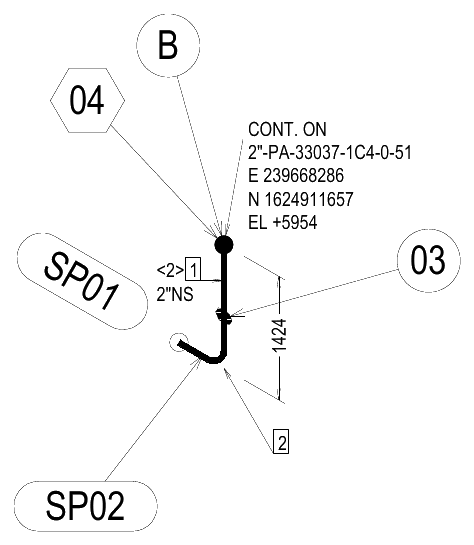 B
04
CONT. ON
2"-PA-33037-1C4-0-51
E 239668286
N 1624911657
EL +5954
03
SP01
<2> 1
2"NS
1424
2
SP02